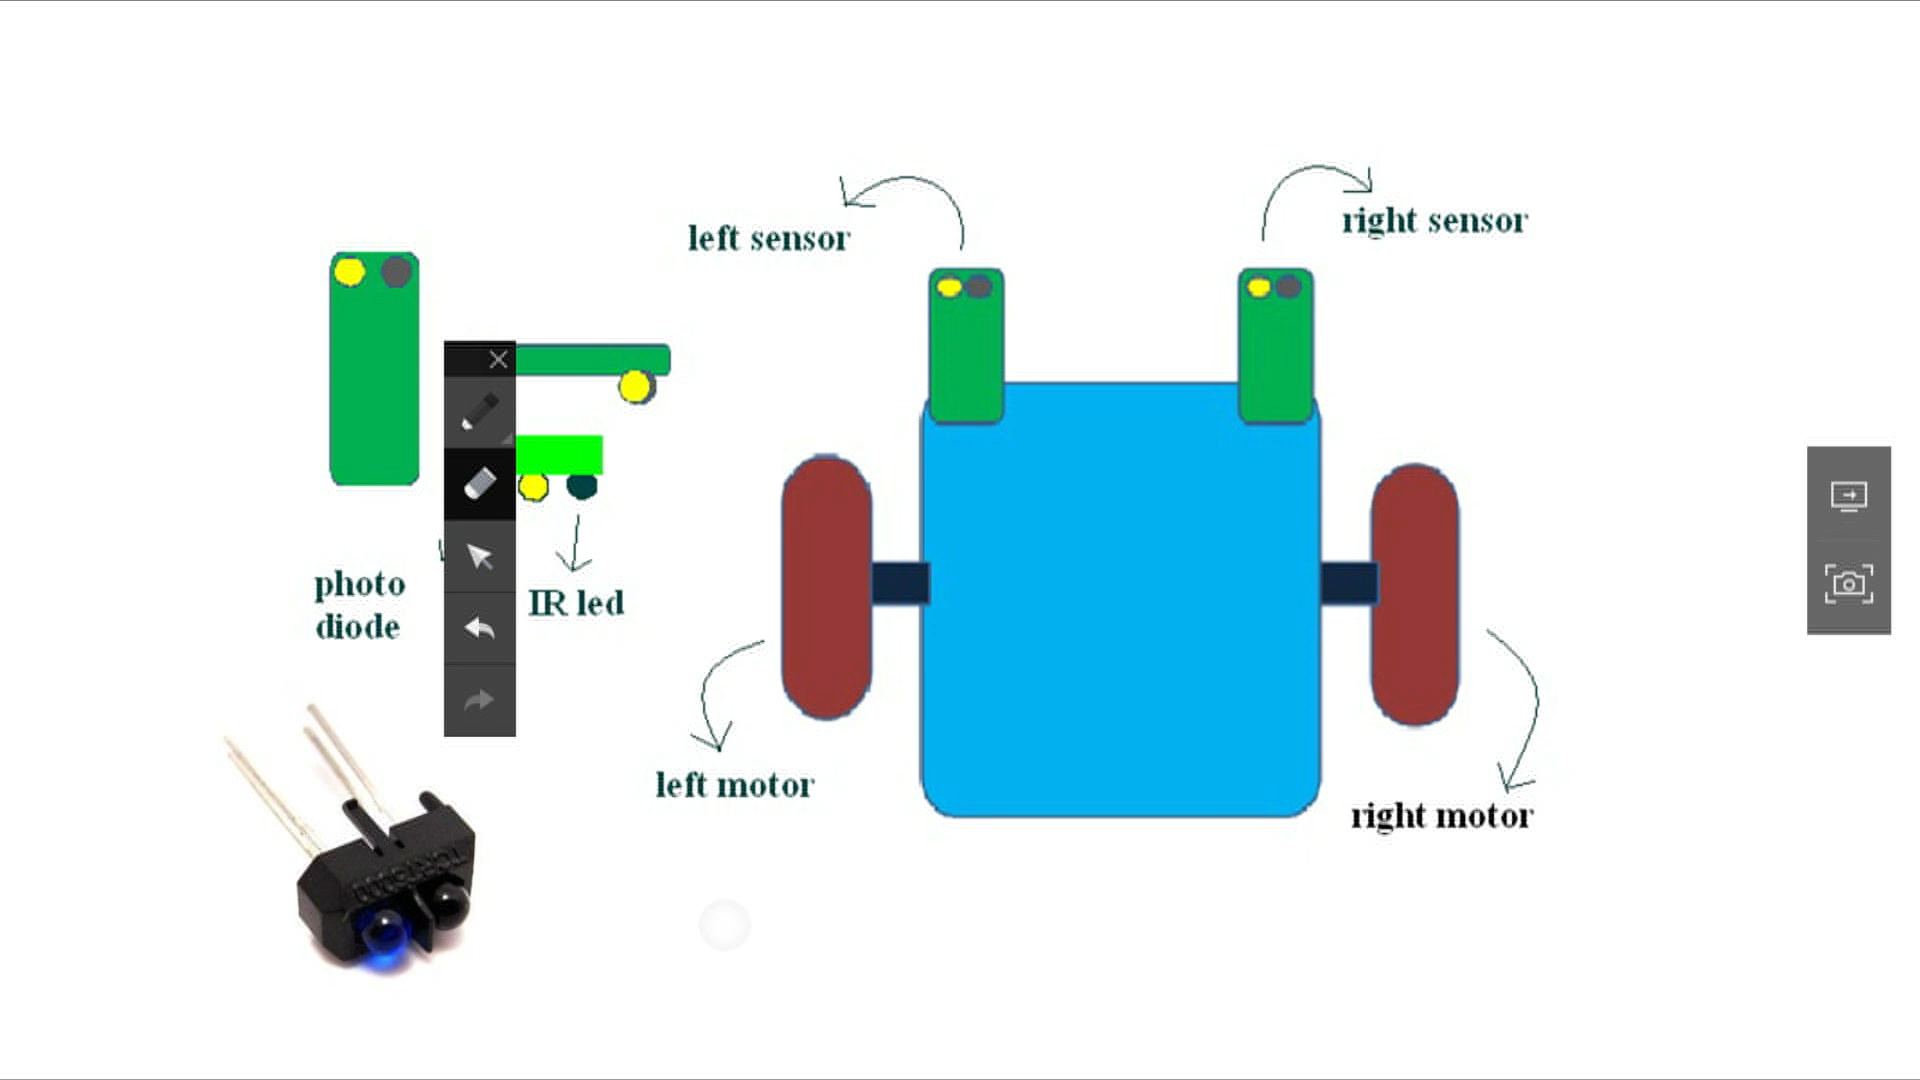 left sensor
right sensor
photo
diode
IR led
left motor
right motor